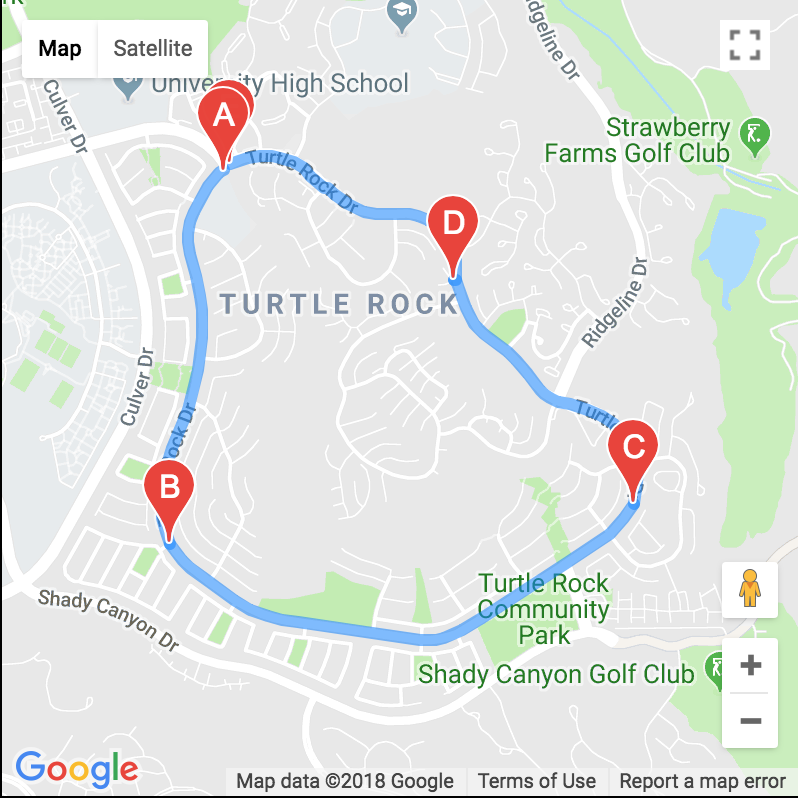 rk
Map
Satellite
University High School
Ridgeline Dr
Culver Dr
A
Strawberry
Farms Golf Club
Turtle Rock Dr
D
TURTLE ROCK
Ridgeline Dr
Culver Dr
Turtle
ock Dr
C
B
Turtle Rock
Community
Park
Shady Canyon Dr
Shady Canyon Golf Club
+
−
Google
Map data ©2018 Google
Terms of Use
Report a map error